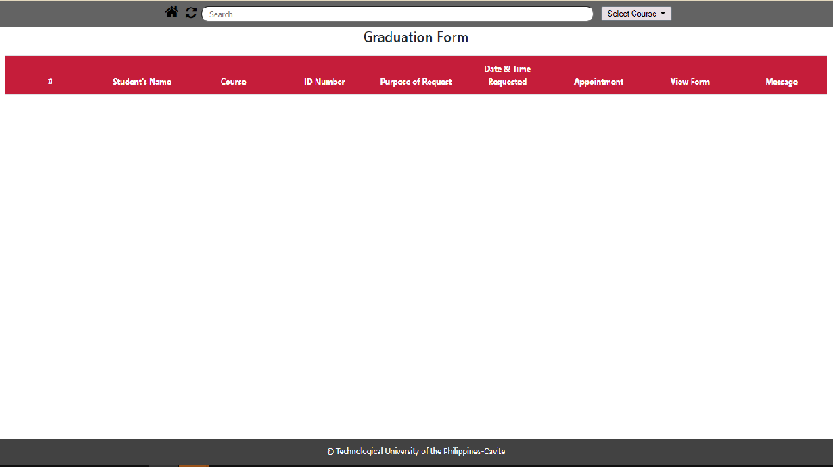 Search
Select Course
Graduation Form
# Student's Name Course ID Number Purpose of Request Date & Time Requested Appointment View Form Message
© Technological University of the Philippines-Cavite